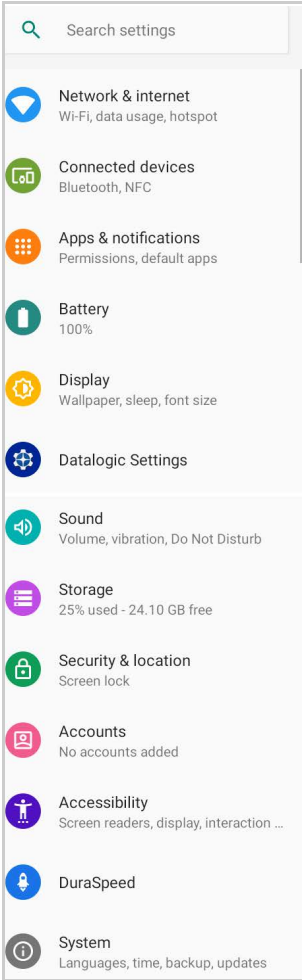 Search settings
Network & internet
Wi-Fi, data usage, hotspot
Connected devices
Bluetooth, NFC
Apps & notifications
Permissions, default apps
Battery
100%
Display
Wallpaper, sleep, font size
Datalogic Settings
Sound
Volume, vibration, Do Not Disturb
Storage
25% used - 24.10 GB free
Security & location
Screen lock
Accounts
No accounts added
Accessibility
Screen readers, display, interaction ...
DuraSpeed
System
Languages, time, backup, updates